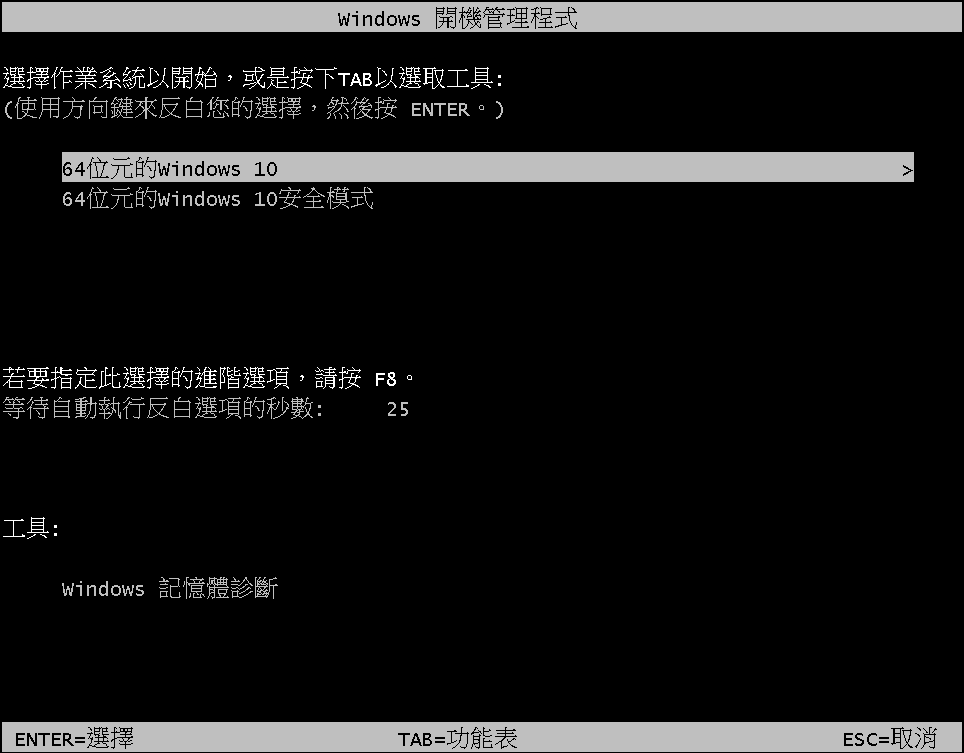 Windows 開機管理程式
選擇作業系統以開始，或是按下TAB以選取工具:
(使用方向鍵來反白您的選擇，然後按 ENTER。)
64位元的Windows 10 >
64位元的Windows 10安全模式
若要指定此選擇的進階選項，請按 F8。
等待自動執行反白選項的秒數: 25
工具:
Windows 記憶體診斷
ENTER=選擇 TAB=功能表 ESC=取消